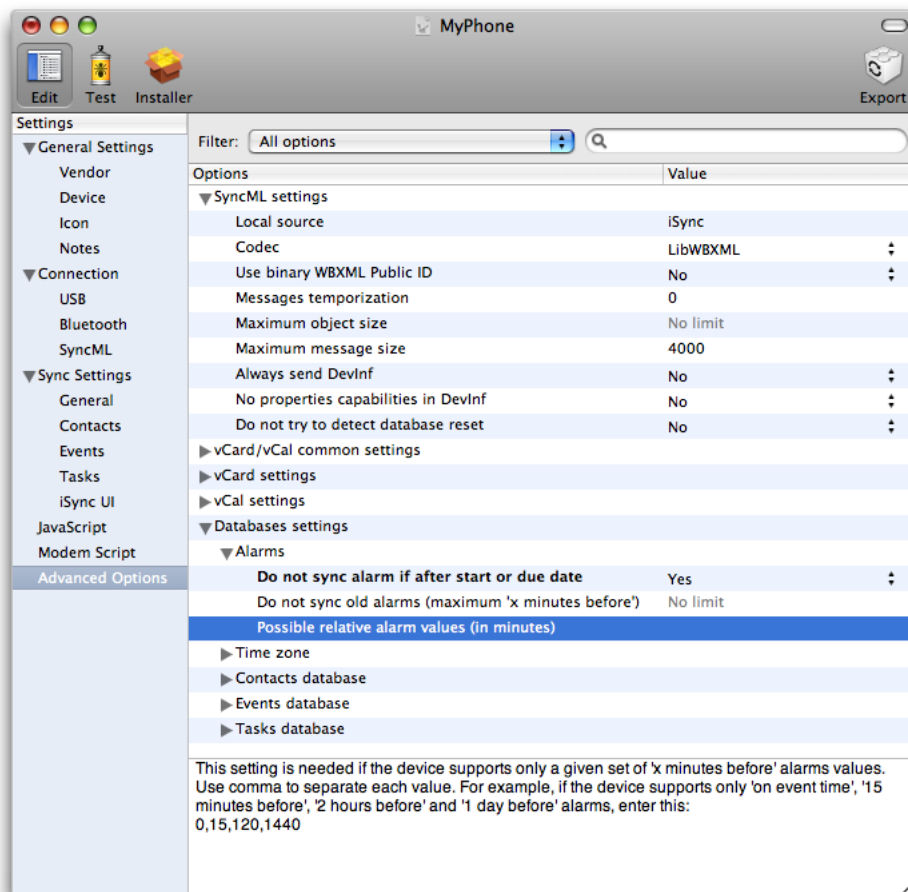 MyPhone
Edit Test Installer Export
Settings
General Settings
Vendor
Device
Icon
Notes
Connection
USB
Bluetooth
SyncML
Sync Settings
General
Contacts
Events
Tasks
iSync UI
JavaScript
Modem Script
Advanced Options
Filter: All options
Options Value
SyncML settings
Local source iSync
Codec LibWBXML
Use binary WBXML Public ID No
Messages temporization 0
Maximum object size No limit
Maximum message size 4000
Always send DevInf No
No properties capabilities in DevInf No
Do not try to detect database reset No
vCard/vCal common settings
vCard settings
vCal settings
Databases settings
Alarms
Do not sync alarm if after start or due date Yes
Do not sync old alarms (maximum 'x minutes before') No limit
Possible relative alarm values (in minutes)
Time zone
Contacts database
Events database
Tasks database
This setting is needed if the device supports only a given set of 'x minutes before' alarms values.
Use comma to separate each value. For example, if the device supports only 'on event time', '15
minutes before', '2 hours before' and '1 day before' alarms, enter this:
0,15,120,1440